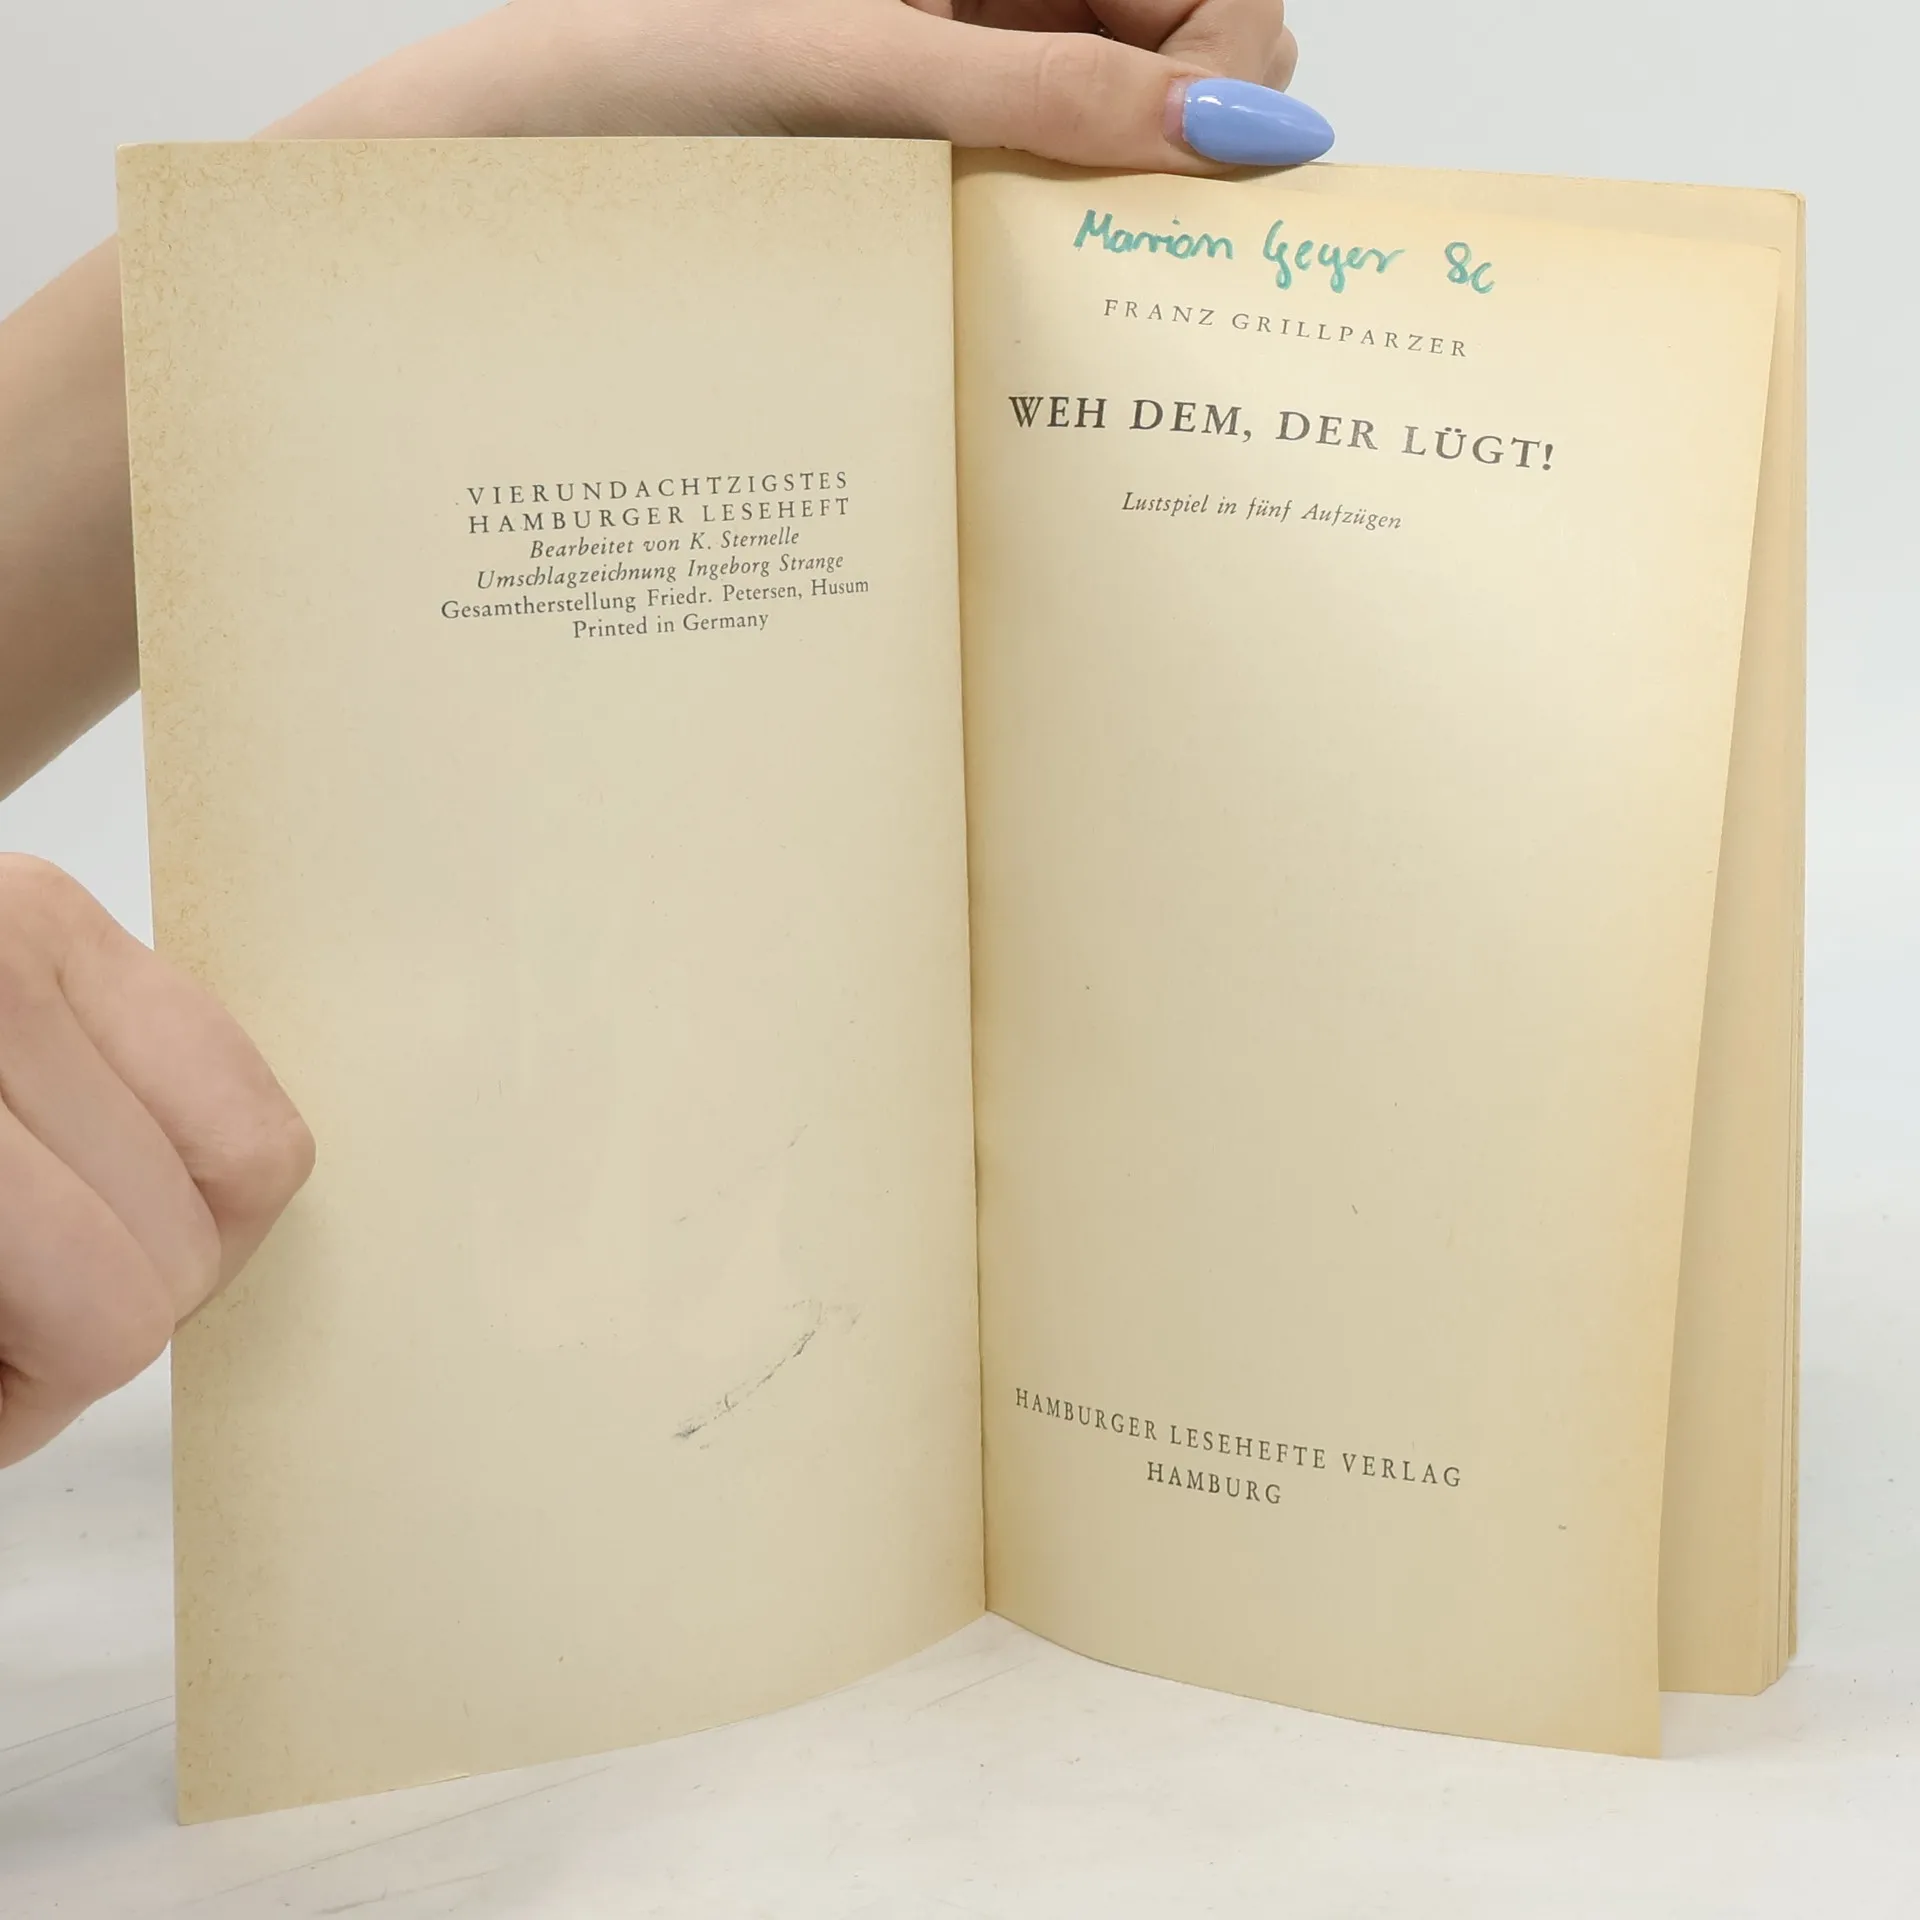 VIERUNDACHTZIGSTES
HAMBURGER LESEHEFT
Bearbeitet von K. Sternelle
Umschlagzeichnung Ingeborg Strange
Gesamtherstellung Friedr. Petersen, Husum
Printed in Germany
Marion Geyer 8c
FRANZ GRILLPARZER
WEH DEM, DER LÜGT!
Lustspiel in fünf Aufzügen
HAMBURGER LESEHEFTE VERLAG
HAMBURG